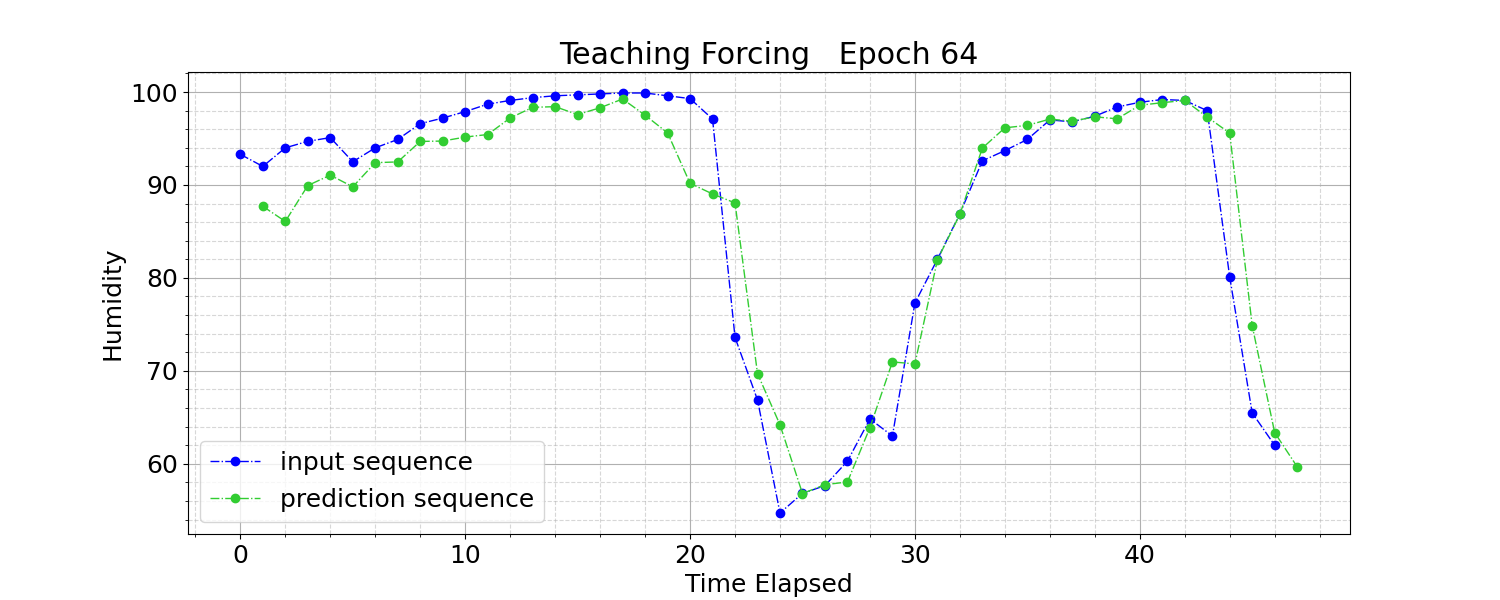 Teaching Forcing   Epoch 64
100
90
80
70
60
Humidity
input sequence
prediction sequence
0 10 20 30 40
Time Elapsed